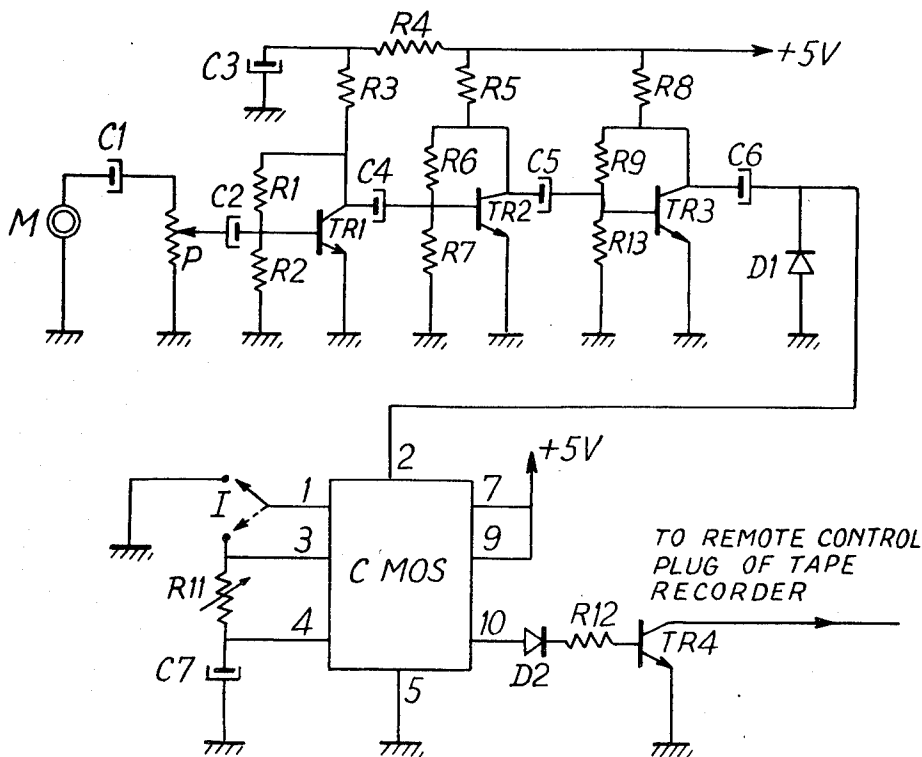 R4
+5V
C3
R3
R5
R8
C1
C2
R1
C4
R6
C5
R9
C6
M
P
R2
TR1
R7
TR2
R13
TR3
D1
2
+5V
I
1
7
3
9
C MOS
R11
4
10
C7
5
D2
R12
TR4
TO REMOTE CONTROL
PLUG OF TAPE
RECORDER